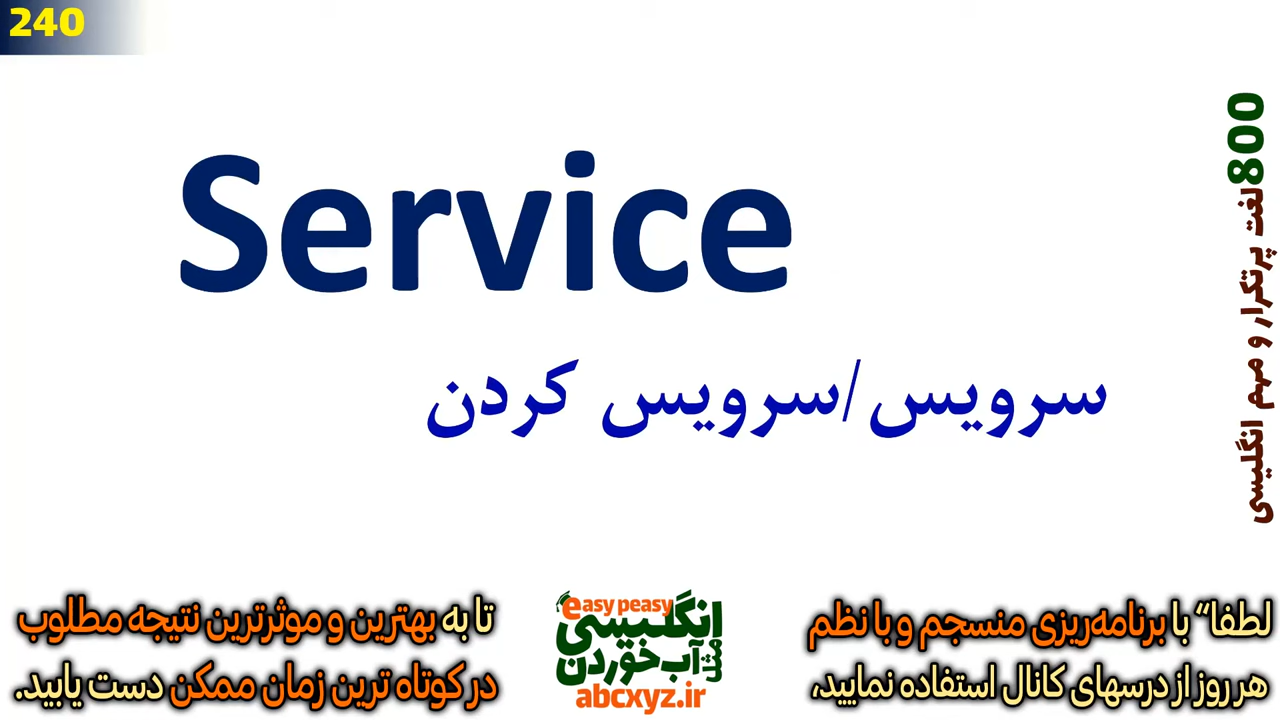 240
Service
سرویس/سرویس کردن
800 لغت پرتکرار و مهم انگلیسی
لطفا“ با برنامه‌ریزی منسجم و با نظم
هر روز از درسهای کانال استفاده نمایید،
easy peasy
انگلیسی
مثل آب خوردن
abcxyz.ir
تا به بهترین و موثرترین نتیجه مطلوب
در کوتاه ترین زمان ممکن دست یابید.